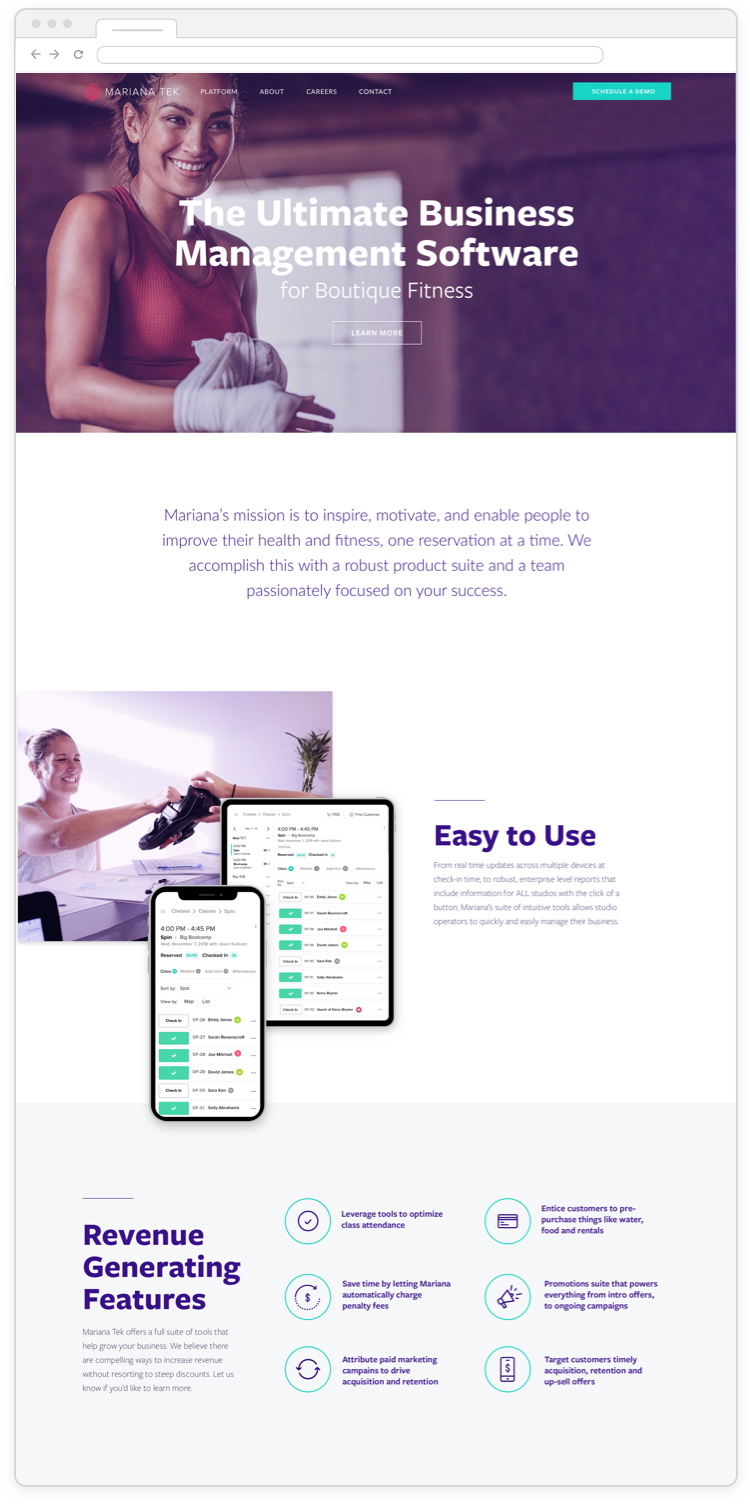 MARIANA TEK
PLATFORM
ABOUT
CAREERS
CONTACT
SCHEDULE A DEMO
The Ultimate Business
Management Software
for Boutique Fitness
LEARN MORE
Mariana’s mission is to inspire, motivate, and enable people to
improve their health and fitness, one reservation at a time. We
accomplish this with a robust product suite and a team
passionately focused on your success.
Chelsea > Classes > Spin
POS
Find Customer
4:00 PM - 4:45 PM
Spin - Big Bootcamp
Wed, November 7, 2018 with Jason Sullivan
Reserved
Checked In
Class
Waitlist
Add-Ons
Attendance
Spot
View by: Map List
Check In DF-26 Emily Jones
DF-27 Sarah Ravenscroft
DF-28 Joe Mitchell
DF-29 David James
Check In DF-30 Sara Kim
DF-31 Sally Abrahams
DF-32 Kerry Bryker
Check In DF-33 Guest of Kerry Bryker
Chelsea > Classes > Spin
4:00 PM - 4:45 PM
Spin - Big Bootcamp
Wed, November 7, 2018 with Jason Sullivan
Reserved
Checked In 20
Class
Waitlist
Add-Ons
Attendance
Sort by: Spot
View by: Map List
Check In DF-26 Emily Jones
DF-27 Sarah Ravenscroft
DF-28 Joe Mitchell
DF-29 David James
Check In DF-30 Sara Kim
DF-31 Sally Abrahams
Easy to Use
From real time updates across multiple devices at
check-in time, to robust, enterprise level reports that
include information for ALL studios with the click of a
button, Mariana’s suite of intuitive tools allows studio
operators to quickly and easily manage their business.
Revenue
Generating
Features
Mariana Tek offers a full suite of tools that
help grow your business. We believe there
are compelling ways to increase revenue
without resorting to steep discounts. Let us
know if you’d like to learn more.
Leverage tools to optimize
class attendance
Entice customers to pre-
purchase things like water,
food and rentals
Save time by letting Mariana
automatically charge
penalty fees
Promotions suite that powers
everything from intro offers,
to ongoing campaigns
Attribute paid marketing
campains to drive
acquisition and retention
Target customers timely
acquisition, retention and
up-sell offers